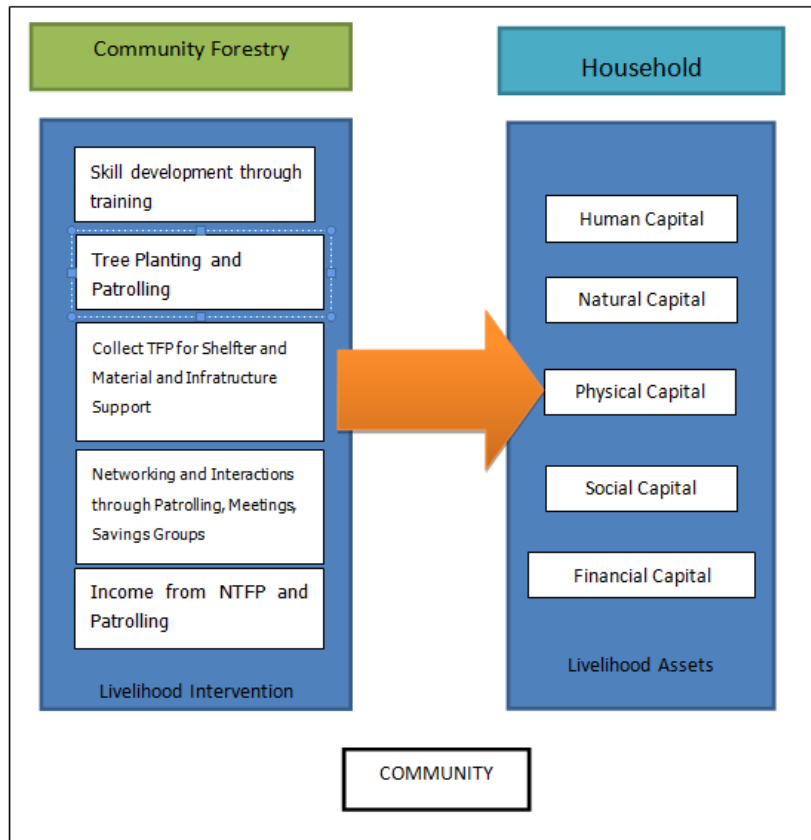 Community Forestry
Household
Skill development through
training
Tree Planting and
Patrolling
Collect TFP for Shelfter and
Material and Infratructure
Support
Networking and Interactions
through Patrolling, Meetings,
Savings Groups
Income from NTFP and
Patrolling
Livelihood Intervention
Human Capital
Natural Capital
Physical Capital
Social Capital
Financial Capital
Livelihood Assets
COMMUNITY